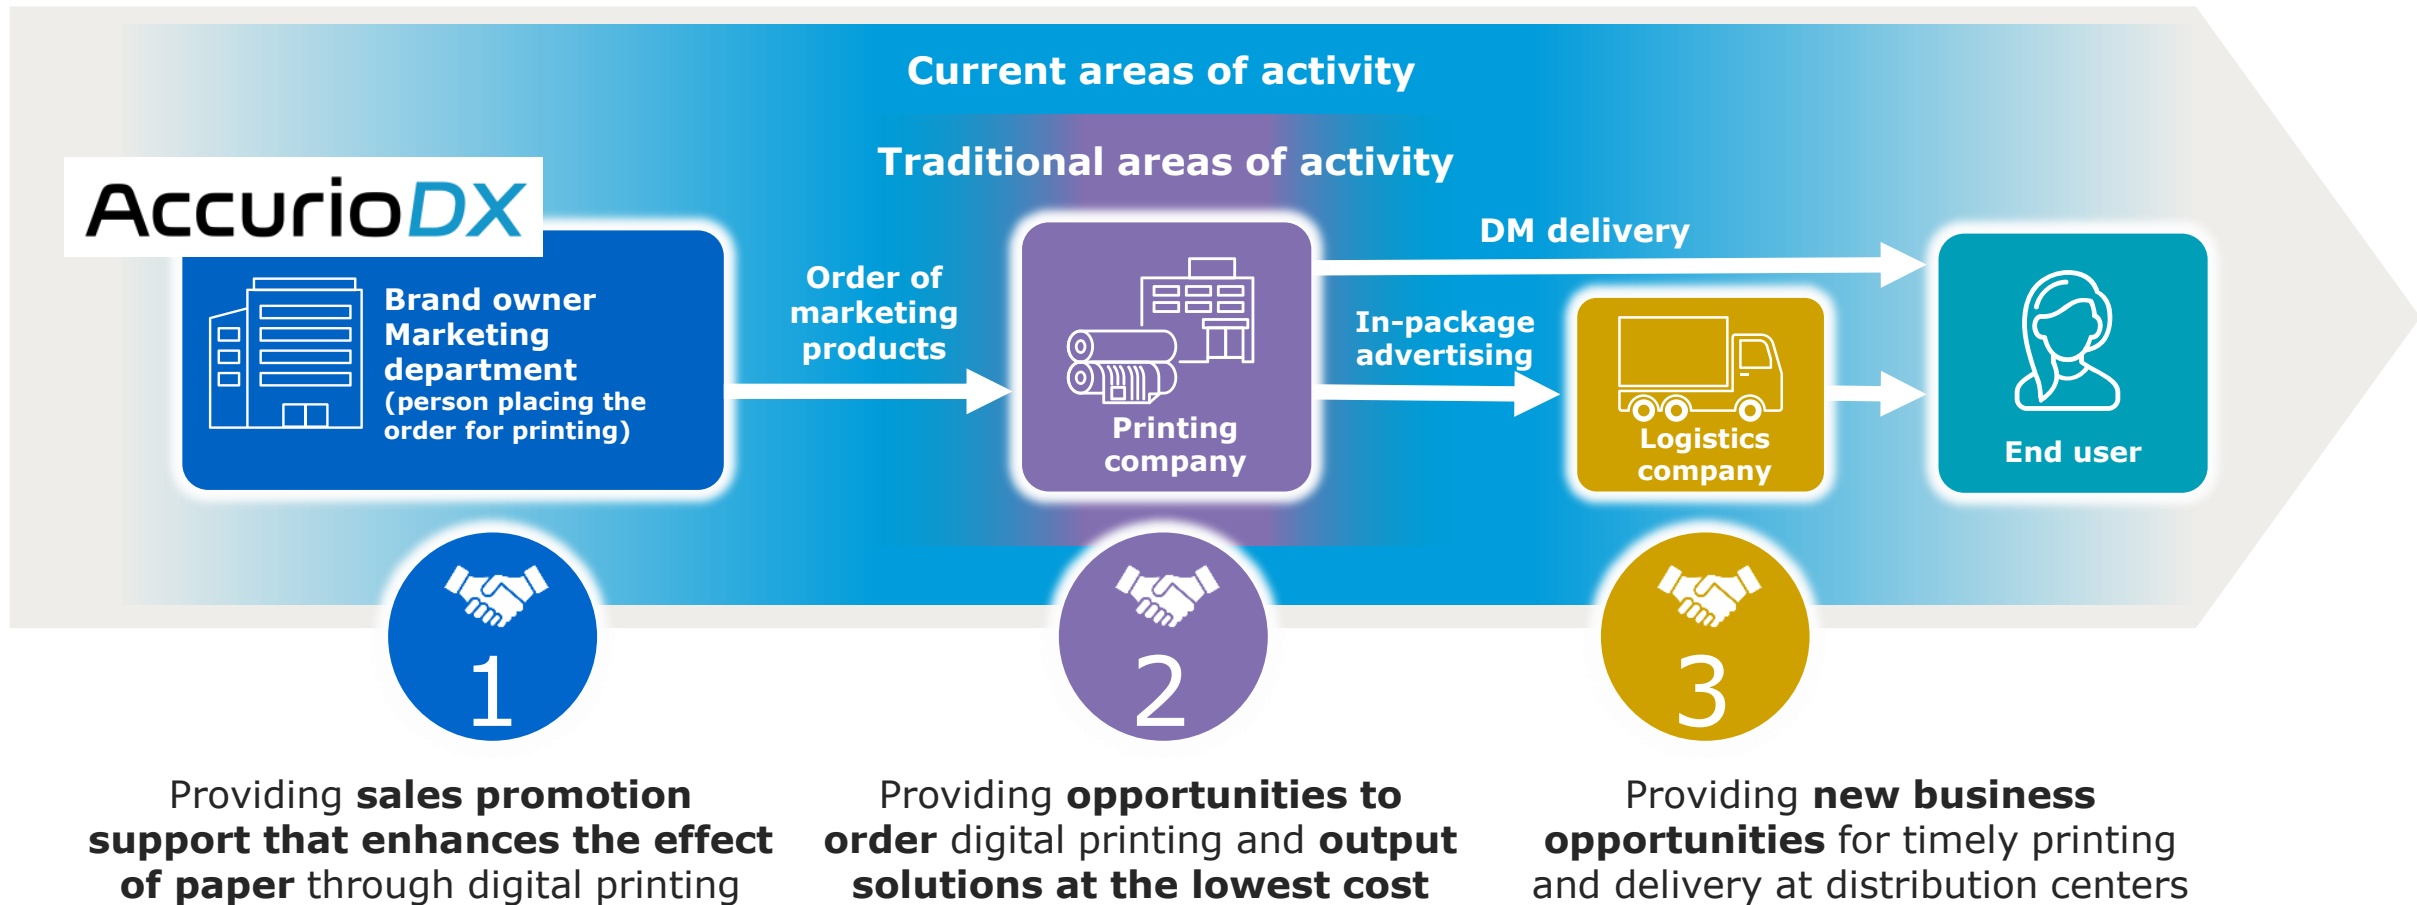 Current areas of activity
Traditional areas of activity
AccurioDX
Brand owner
Marketing
department
(person placing the
order for printing)
Order of
marketing
products
Printing
company
DM delivery
In-package
advertising
Logistics
company
End user
1
Providing sales promotion
support that enhances the effect
of paper through digital printing
2
Providing opportunities to
order digital printing and output
solutions at the lowest cost
3
Providing new business
opportunities for timely printing
and delivery at distribution centers